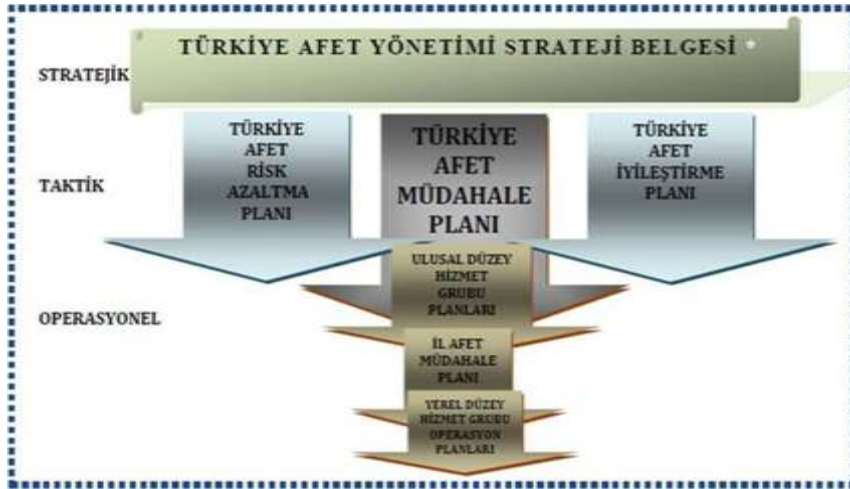 TÜRKİYE AFET YÖNETİMİ STRATEJİ BELGESİ *
STRATEJİK
TÜRKİYE
AFET
RİSK
AZALTMA
PLANI
TÜRKİYE
AFET
MÜDAHALE
PLANI
TÜRKİYE
AFET
İYİLEŞTİRME
PLANI
TAKTİK
ULUSAL DÜZEY
HİZMET
GRUBU
PLANLARI
OPERASYONEL
İL AFET
MÜDAHALE
PLANI
YEREL DÜZEY
HİZMET GRUBU
OPERASYON
PLANLARI